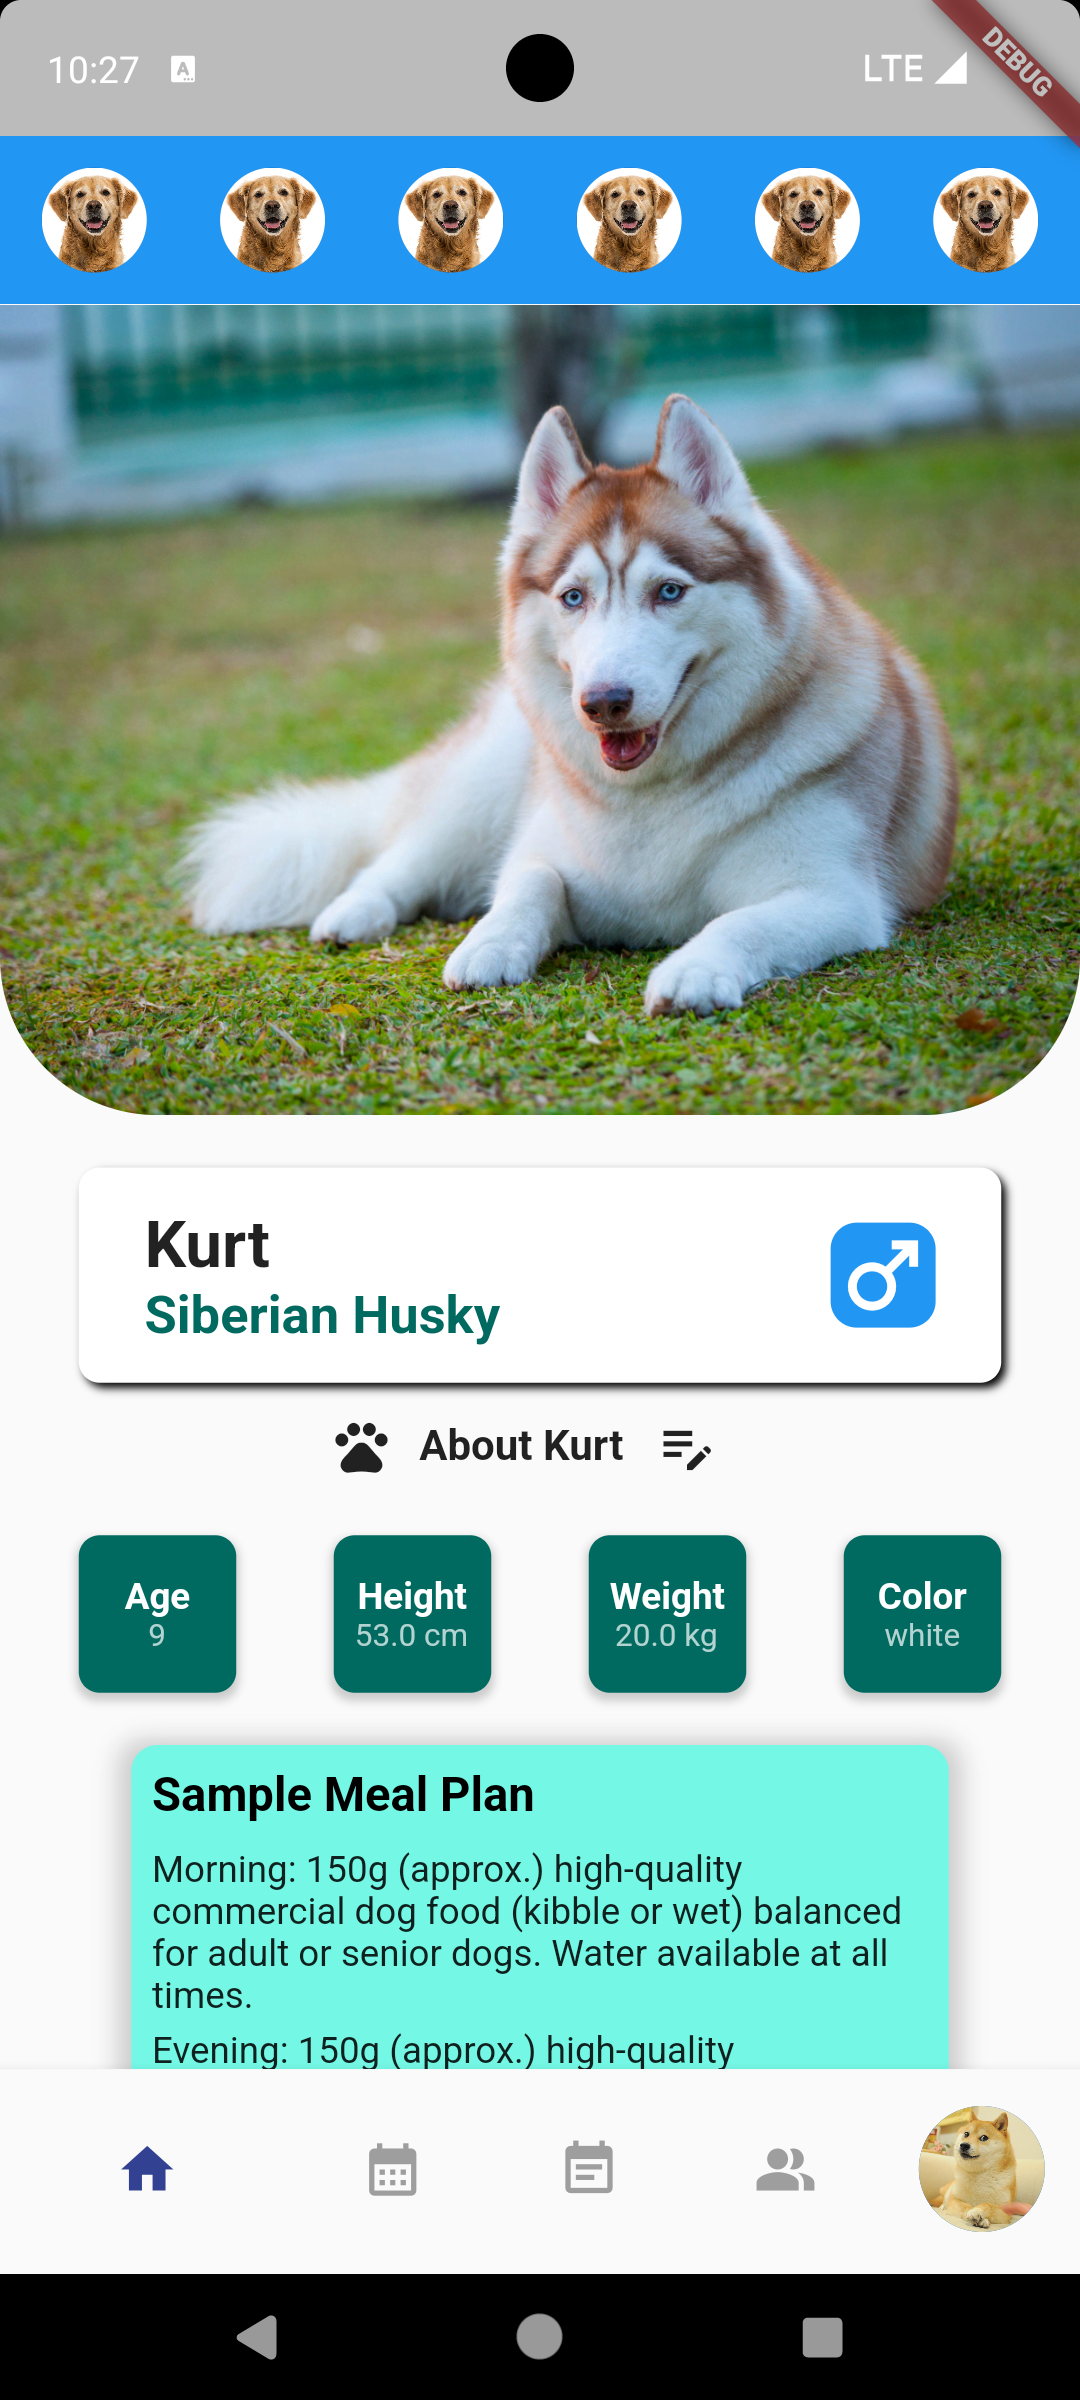 10:27
LTE
DEBUG
Kurt
Siberian Husky
About Kurt
Age
9
Height
53.0 cm
Weight
20.0 kg
Color
white
Sample Meal Plan
Morning: 150g (approx.) high-quality
commercial dog food (kibble or wet) balanced
for adult or senior dogs. Water available at all
times.
Evening: 150g (approx.) high-quality